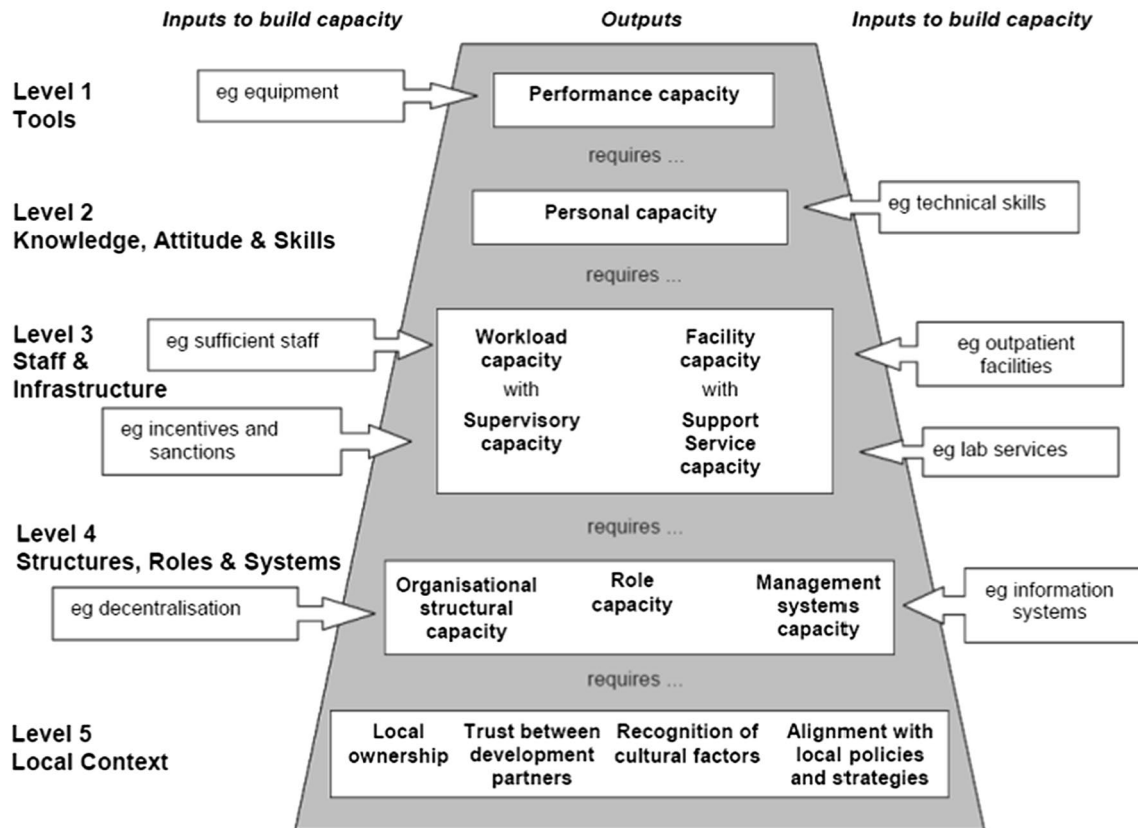 Inputs to build capacity
Outputs
Inputs to build capacity
Level 1
Tools
eg equipment
Performance capacity
requires ...
Level 2
Knowledge, Attitude & Skills
Personal capacity
eg technical skills
requires ...
Level 3
Staff &
Infrastructure
eg sufficient staff
eg incentives and
sanctions
Workload
capacity
with
Supervisory
capacity
Facility
capacity
with
Support
Service
capacity
eg outpatient
facilities
eg lab services
requires ...
Level 4
Structures, Roles & Systems
eg decentralisation
Organisational
structural
capacity
Role
capacity
Management
systems
capacity
eg information
systems
requires ...
Level 5
Local Context
Local
ownership
Trust between
development
partners
Recognition of
cultural factors
Alignment with
local policies
and strategies